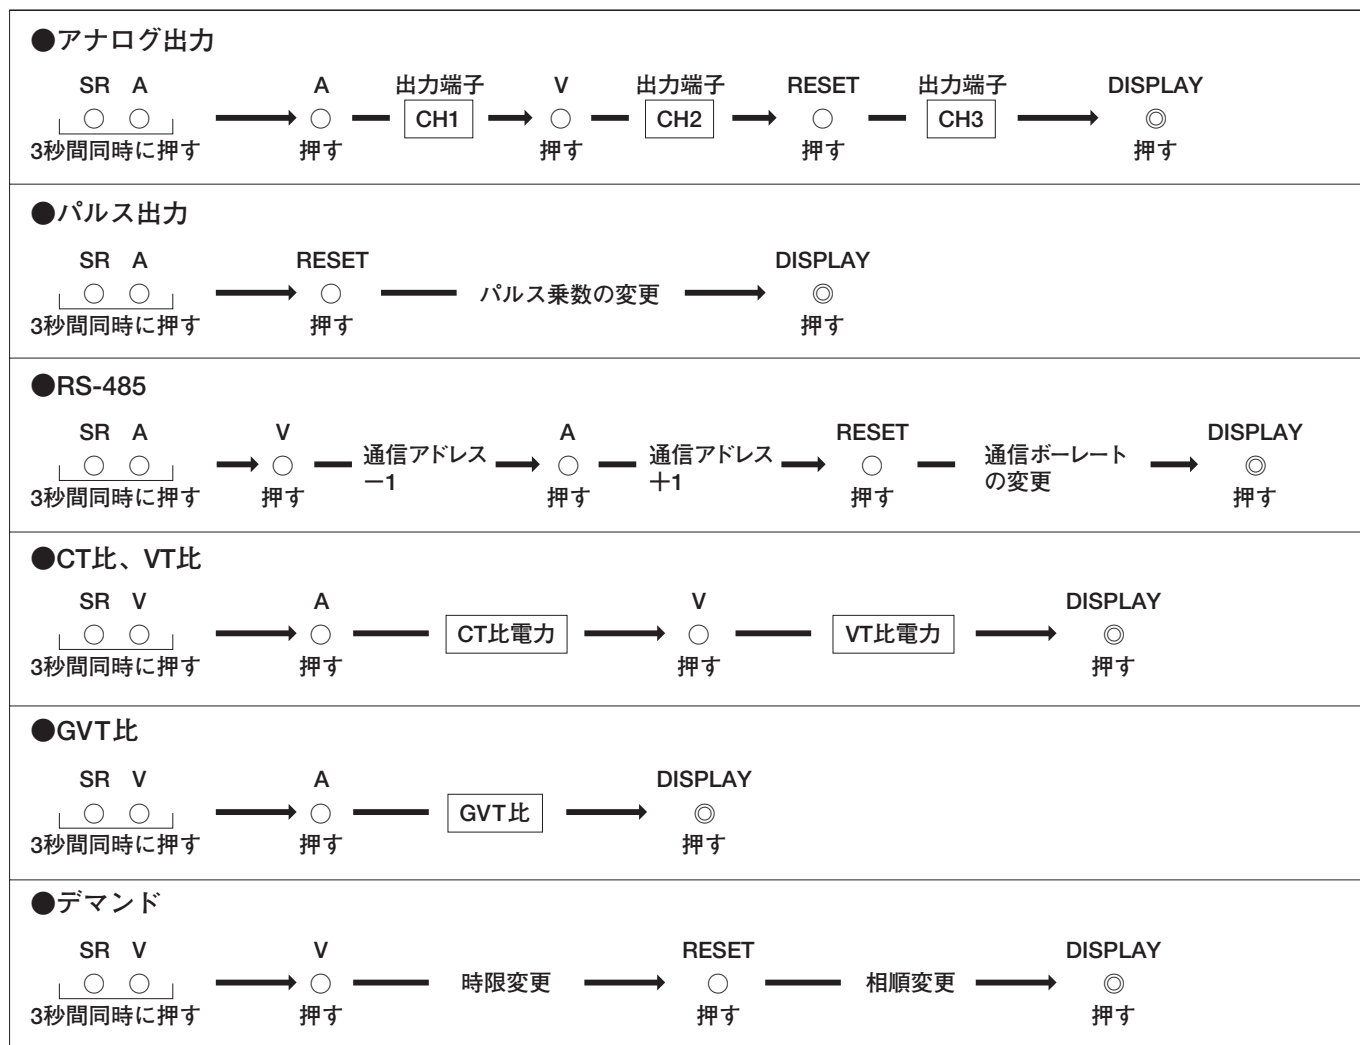 ●アナログ出力
SR A A 出力端子 V 出力端子 RESET 出力端子 DISPLAY
○ ○ ○ CH1 ○ CH2 ○ CH3 ◎
3秒間同時に押す 押す 押す 押す 押す
●パルス出力
SR A RESET DISPLAY
○ ○ ○ パルス乗数の変更 ◎
3秒間同時に押す 押す 押す
●RS-485
SR A V A RESET DISPLAY
○ ○ ○ 通信アドレス ○ 通信アドレス ○ 通信ボーレート ◎
－1 ＋1 の変更
3秒間同時に押す 押す 押す 押す 押す
●CT比、VT比
SR V A V DISPLAY
○ ○ ○ CT比電力 ○ VT比電力 ◎
3秒間同時に押す 押す 押す 押す
●GVT比
SR V A DISPLAY
○ ○ ○ GVT比 ◎
3秒間同時に押す 押す 押す
●デマンド
SR V V RESET DISPLAY
○ ○ ○ 時限変更 ○ 相順変更 ◎
3秒間同時に押す 押す 押す 押す